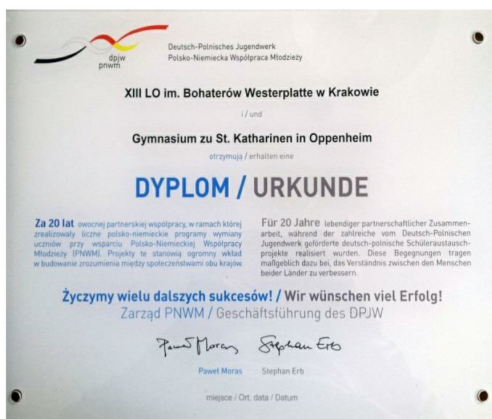 dpjw
pnwm
Deutsch-Polnisches Jugendwerk
Polsko-Niemiecka Współpraca Młodzieży
XIII LO im. Bohaterów Westerplatte w Krakowie
i / und
Gymnasium zu St. Katharinen in Oppenheim
otrzymują / erhalten eine
DYPLOM / URKUNDE
Za 20 lat owocnej partnerskiej współpracy, w ramach której
zrealizowały liczne polsko-niemieckie programy wymiany
uczniów przy wsparciu Polsko-Niemieckiej Współpracy
Młodzieży (PNWM). Projekty te stanowią ogromny wkład
w budowanie zrozumienia między społeczeństwami obu krajów.
Für 20 Jahre lebendiger partnerschaftlicher Zusammen-
arbeit, während der zahlreiche vom Deutsch-Polnischen
Jugendwerk geförderte deutsch-polnische Schüleraustausch-
projekte realisiert wurden. Diese Begegnungen tragen
maßgeblich dazu bei, das Verständnis zwischen den Menschen
beider Länder zu verbessern.
Życzymy wielu dalszych sukcesów! / Wir wünschen viel Erfolg!
Zarząd PNWM / Geschäftsführung des DPJW
Paweł Moras Stephan Erb
Paweł Moras Stephan Erb
miejsce / Ort, data / Datum